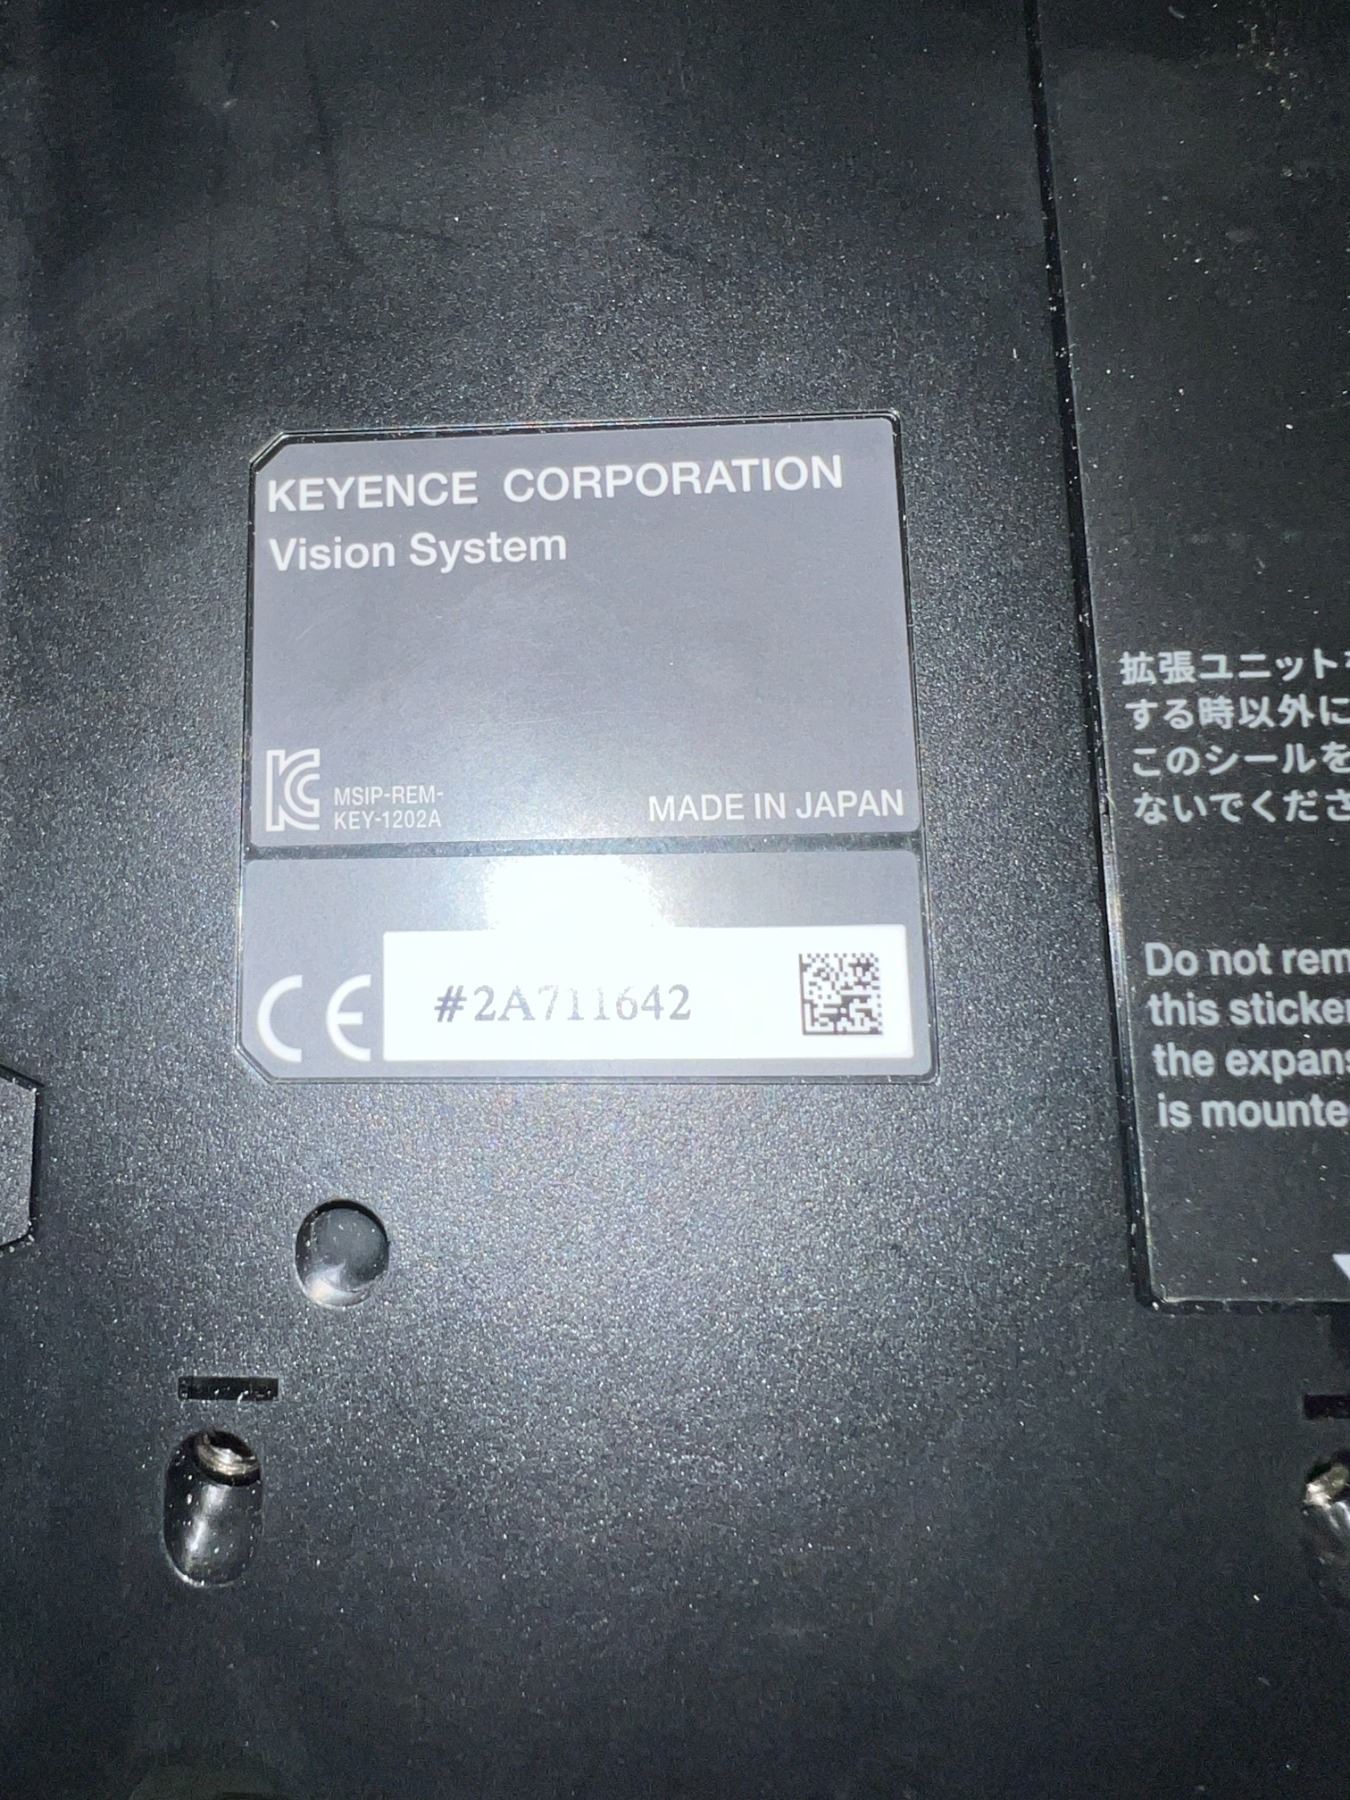 KEYENCE CORPORATION
Vision System
MSIP-REM-
KEY-1202A
MADE IN JAPAN
CE
#2A711642
拡張ユニット
する時以外に
このシールを
ないでくださ
Do not rem
this sticker
the expans
is mounte